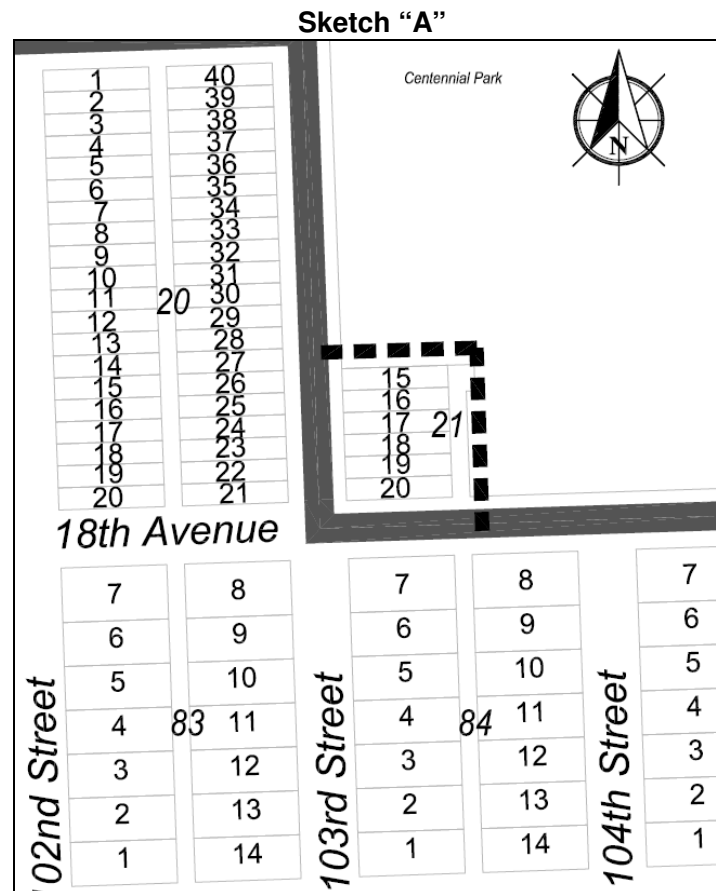 Sketch “A”
Centennial Park
N
1 40
2 39
3 38
4 37
5 36
6 35
7 34
8 33
9 32
10 31
11 20 30
12 29
13 28
14 27
15 26
16 25
17 24
18 23
19 22
20 21
15
16
17 21
18
19
20
18th Avenue
7 8 7 8 7
6 9 6 9 6
5 10 5 10 5
4 83 11 4 84 11 4
3 12 3 12 3
2 13 2 13 2
1 14 1 14 1
102nd Street
103rd Street
104th Street